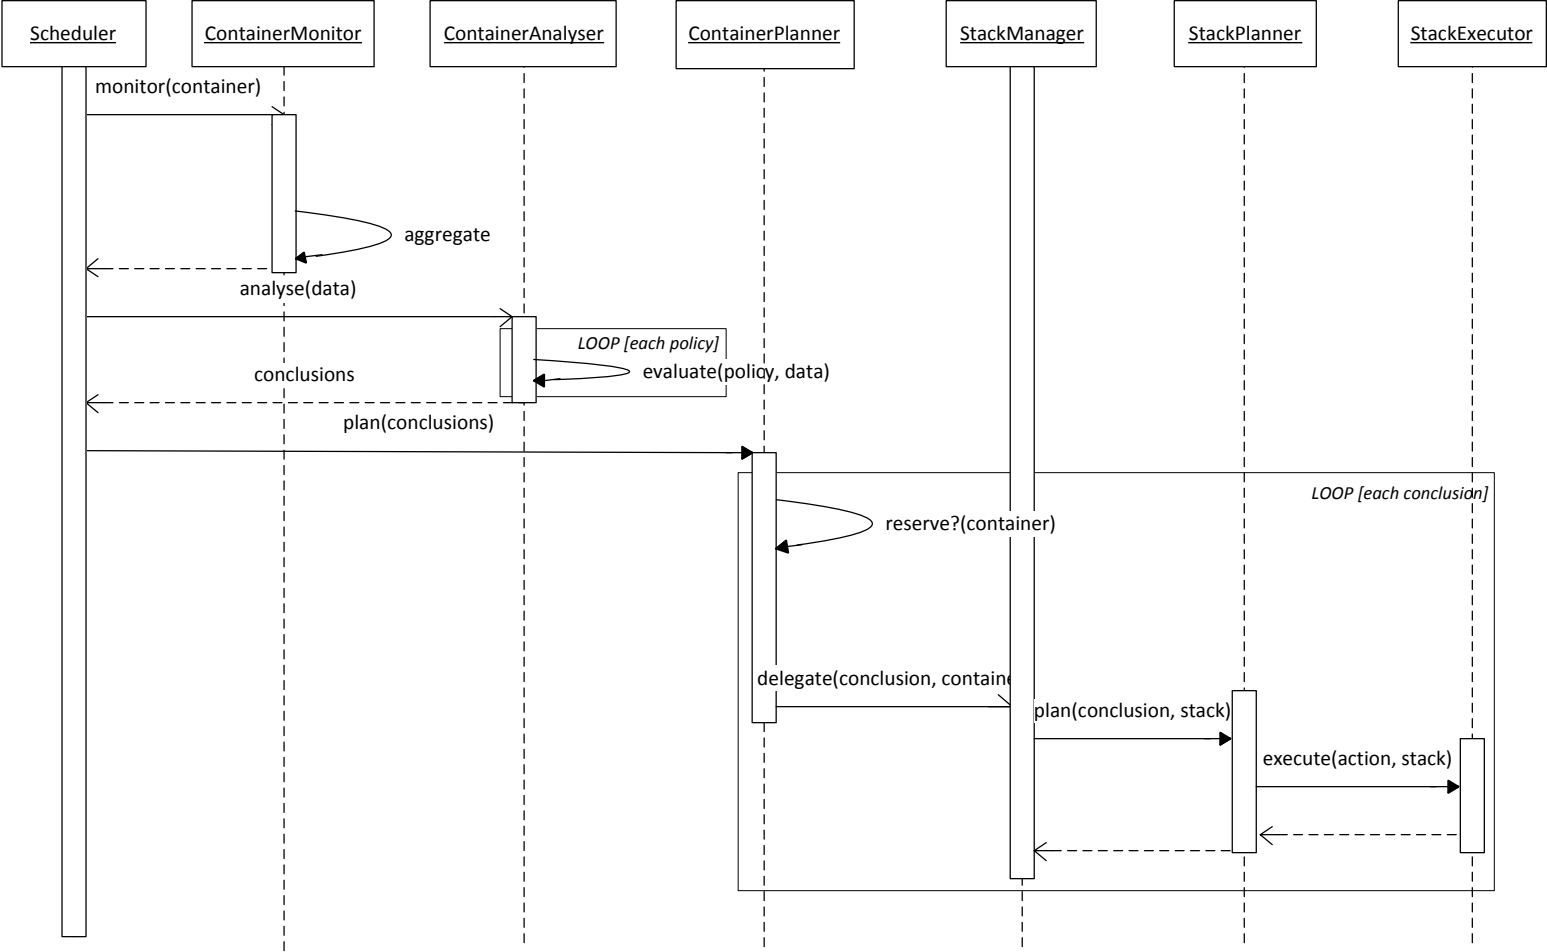 Scheduler
ContainerMonitor
ContainerAnalyser
ContainerPlanner
StackManager
StackPlanner
StackExecutor
monitor(container)
aggregate
analyse(data)
LOOP [each policy]
evaluate(policy, data)
conclusions
plan(conclusions)
LOOP [each conclusion]
reserve?(container)
delegate(conclusion, containe
plan(conclusion, stack)
execute(action, stack)